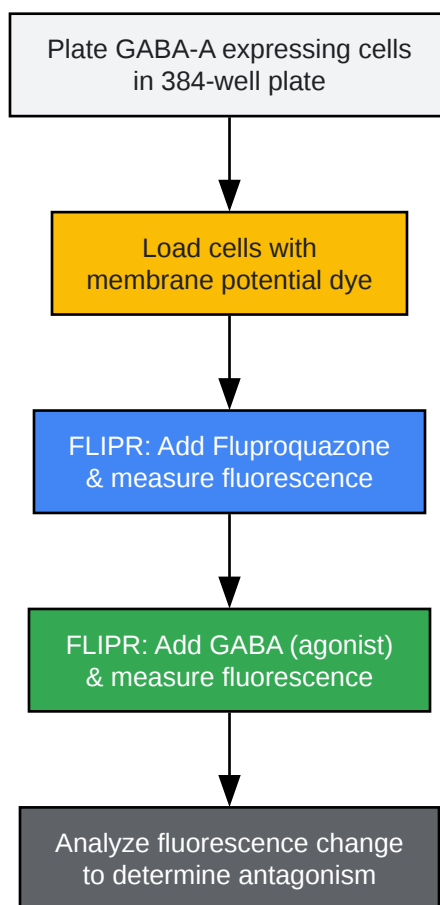 Plate GABA-A expressing cells
in 384-well plate
Load cells with
membrane potential dye
FLIPR: Add Fluproquazone
& measure fluorescence
FLIPR: Add GABA (agonist)
& measure fluorescence
Analyze fluorescence change
to determine antagonism